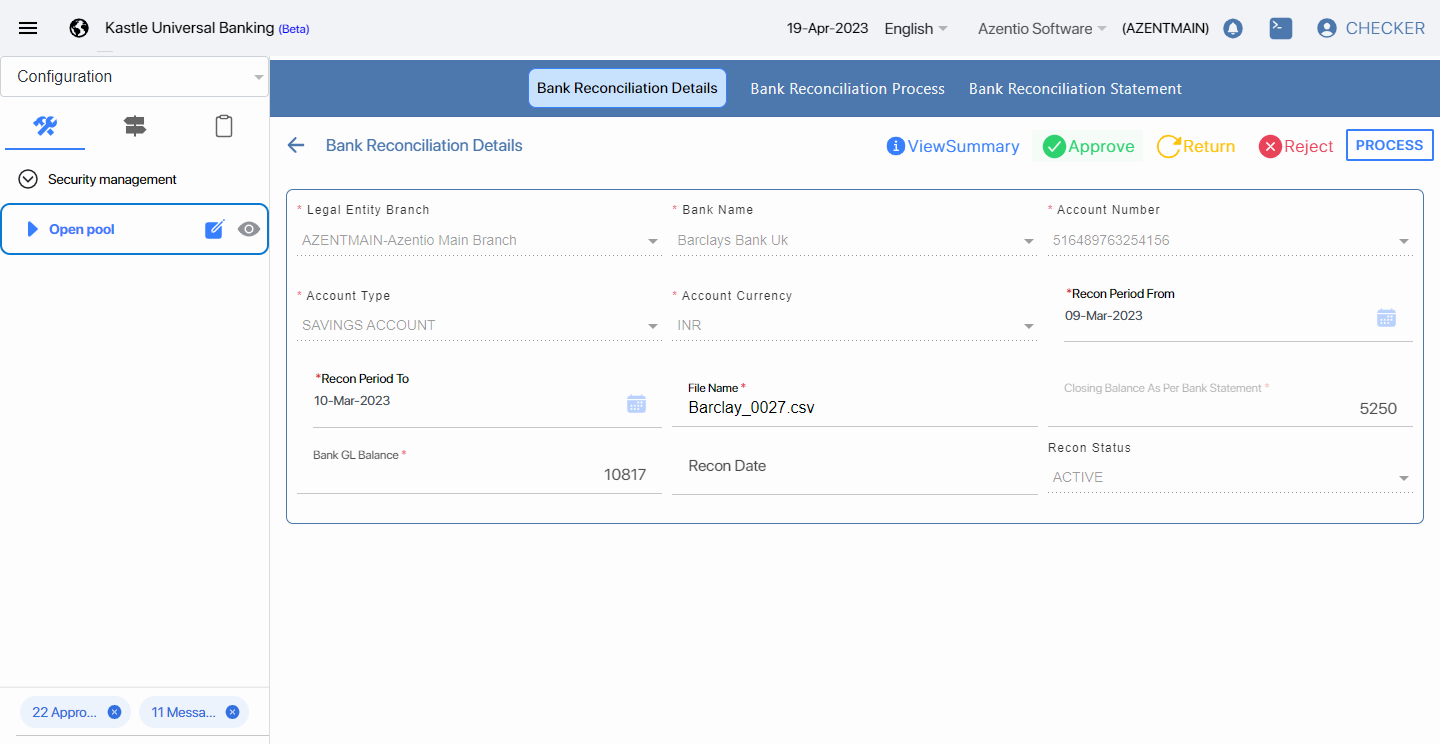 Kastle Universal Banking (Beta)
19-Apr-2023 English Azentio Software (AZENTMAIN) CHECKER
Configuration
Bank Reconciliation Details Bank Reconciliation Process Bank Reconciliation Statement
Bank Reconciliation Details
ViewSummary Approve Return Reject PROCESS
Security management
Open pool
* Legal Entity Branch * Bank Name * Account Number
AZENTMAIN-Azentio Main Branch Barclays Bank Uk 516489763254156
* Account Type * Account Currency *Recon Period From
SAVINGS ACCOUNT INR 09-Mar-2023
*Recon Period To File Name * Closing Balance As Per Bank Statement *
10-Mar-2023 Barclay_0027.csv 5250
Bank GL Balance * Recon Date Recon Status
10817 ACTIVE
22 Appro... 11 Messa...